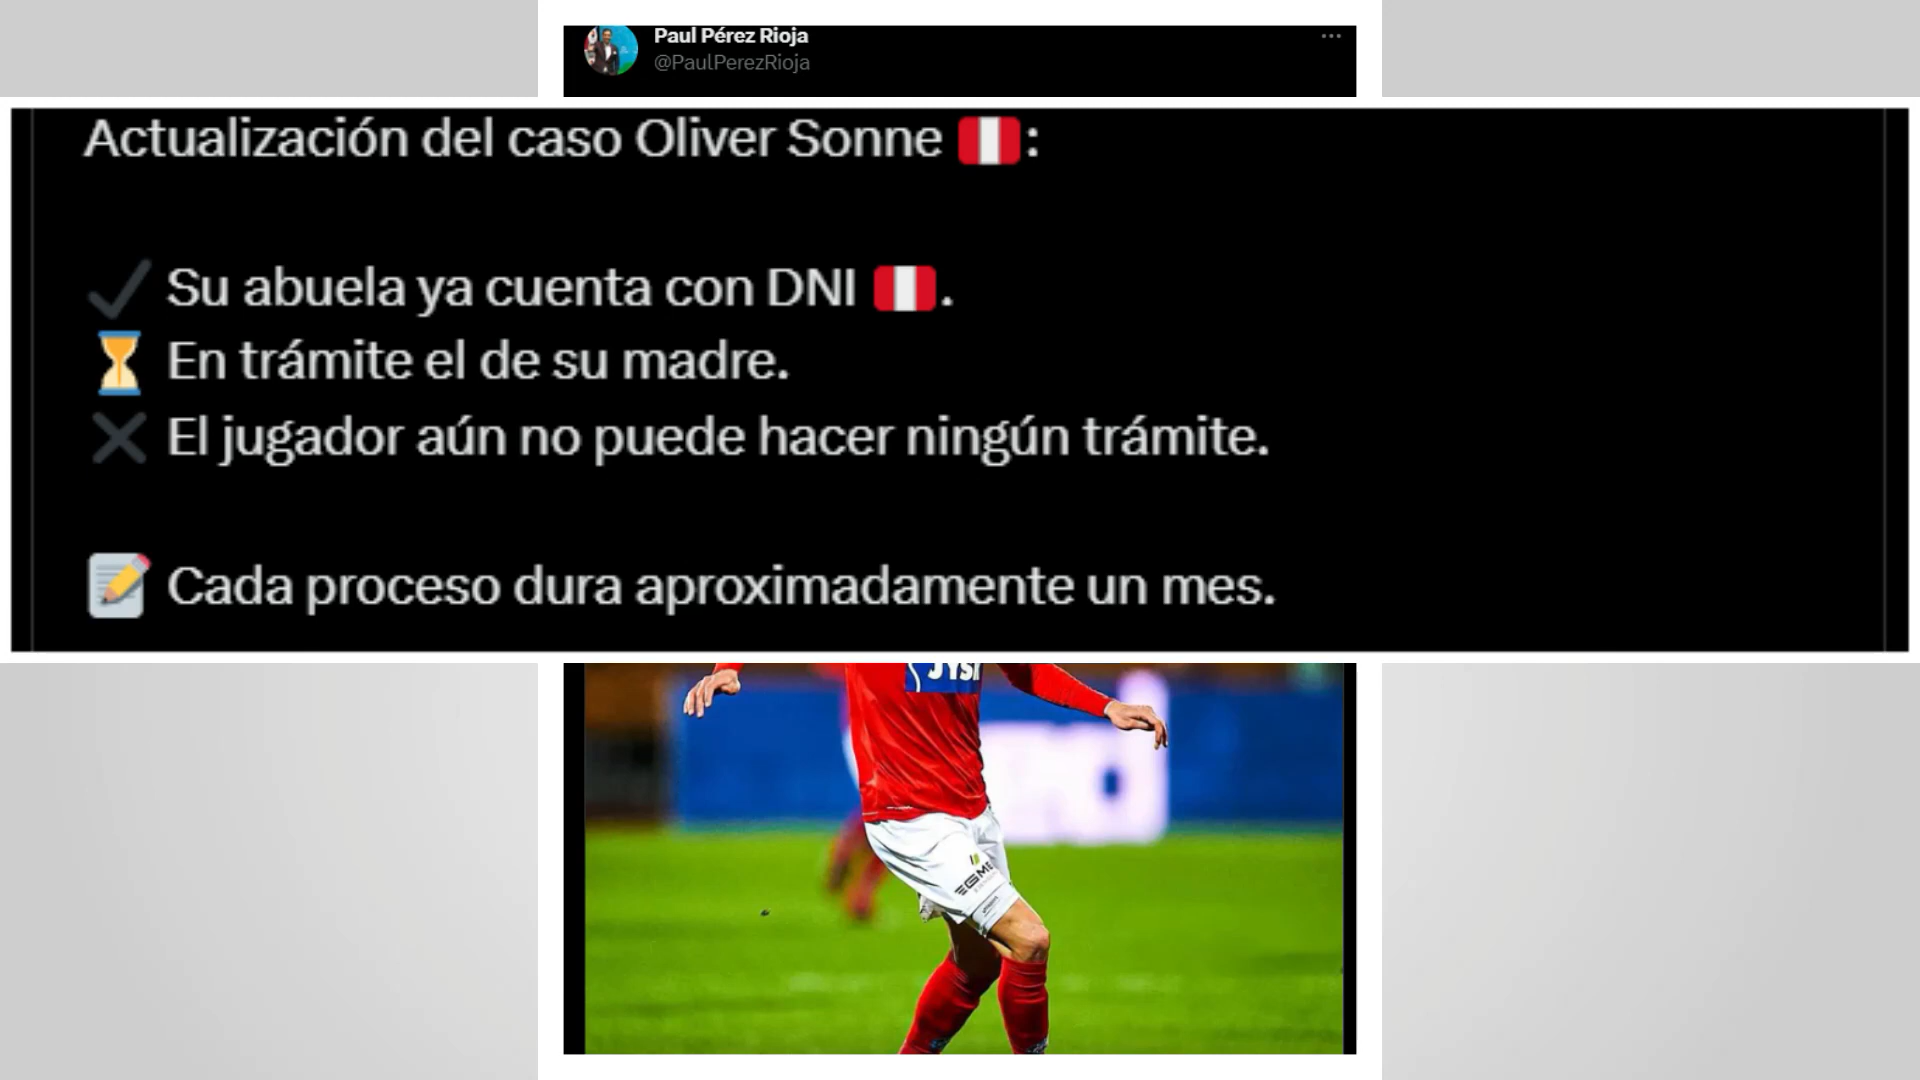 Paul Pérez Rioja
@PaulPerezRioja
Actualización del caso Oliver Sonne 🇵🇪:
✔️ Su abuela ya cuenta con DNI 🇵🇪.
⏳ En trámite el de su madre.
✖️ El jugador aún no puede hacer ningún trámite.
📝 Cada proceso dura aproximadamente un mes.